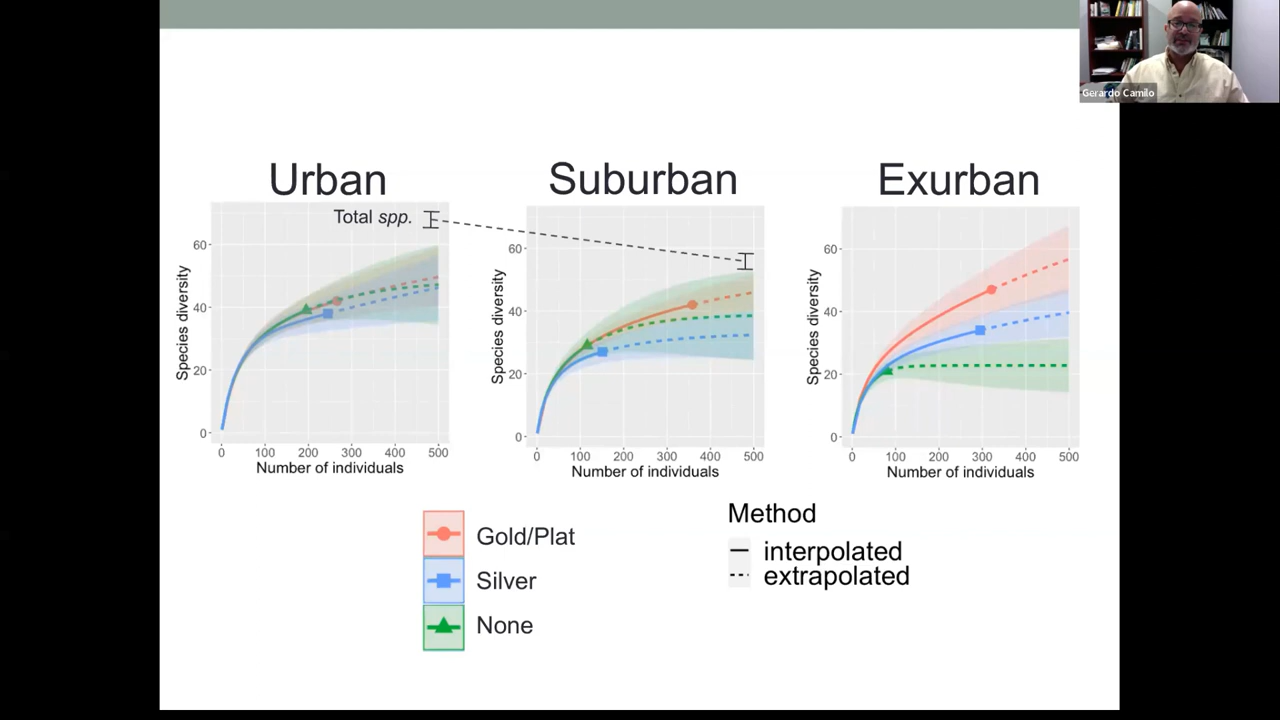 Gerardo Camilo
Urban
Suburban
Exurban
Total spp.
Species diversity
60
40
20
0
0 100 200 300 400 500
Number of individuals
Species diversity
60
40
20
0
0 100 200 300 400 500
Number of individuals
Species diversity
60
40
20
0
0 100 200 300 400 500
Number of individuals
Gold/Plat
Silver
None
Method
interpolated
extrapolated